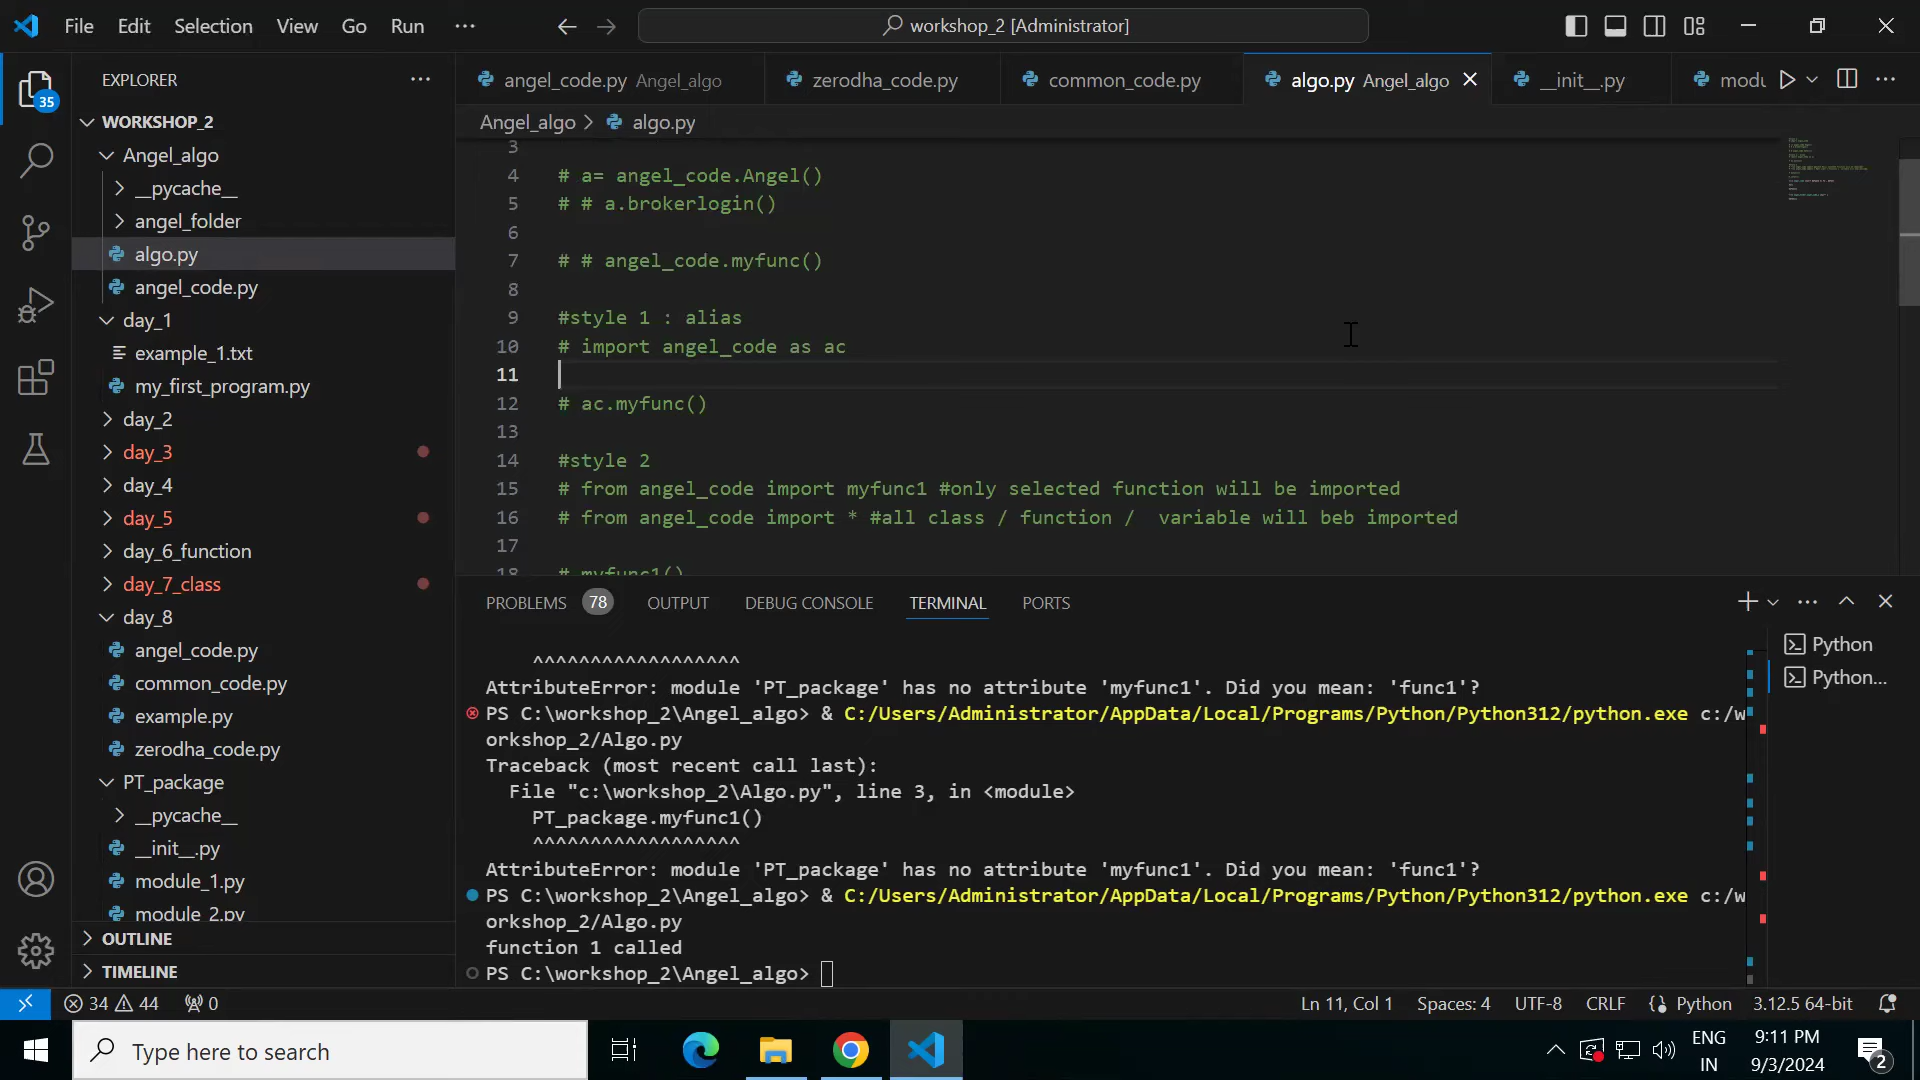 File Edit Selection View Go Run ··· workshop_2 [Administrator]
EXPLORER
angel_code.py Angel_algo zerodha_code.py common_code.py algo.py Angel_algo __init__.py modu
Angel_algo > algo.py
35
WORKSHOP_2
Angel_algo
__pycache__
angel_folder
algo.py
angel_code.py
day_1
example_1.txt
my_first_program.py
day_2
day_3
day_4
day_5
day_6_function
day_7_class
day_8
angel_code.py
common_code.py
example.py
zerodha_code.py
PT_package
__pycache__
__init__.py
module_1.py
module_2.py
OUTLINE
TIMELINE
3
4 # a= angel_code.Angel()
5 # # a.brokerlogin()
6
7 # # angel_code.myfunc()
8
9 #style 1 : alias
10 # import angel_code as ac
11
12 # ac.myfunc()
13
14 #style 2
15 # from angel_code import myfunc1 #only selected function will be imported
16 # from angel_code import * #all class / function /  variable will beb imported
17
18 # myfunc1()
PROBLEMS 78 OUTPUT DEBUG CONSOLE TERMINAL PORTS
^^^^^^^^^^^^^^^^^^
AttributeError: module 'PT_package' has no attribute 'myfunc1'. Did you mean: 'func1'?
PS C:\workshop_2\Angel_algo> & C:/Users/Administrator/AppData/Local/Programs/Python/Python312/python.exe c:/w
orkshop_2/Algo.py
Traceback (most recent call last):
File "c:\workshop_2\Algo.py", line 3, in <module>
PT_package.myfunc1()
^^^^^^^^^^^^^^^^^^
AttributeError: module 'PT_package' has no attribute 'myfunc1'. Did you mean: 'func1'?
PS C:\workshop_2\Angel_algo> & C:/Users/Administrator/AppData/Local/Programs/Python/Python312/python.exe c:/w
orkshop_2/Algo.py
function 1 called
PS C:\workshop_2\Angel_algo>
Python
Python...
34 44 0 Ln 11, Col 1 Spaces: 4 UTF-8 CRLF Python 3.12.5 64-bit
Type here to search
ENG
IN
9:11 PM
9/3/2024
2